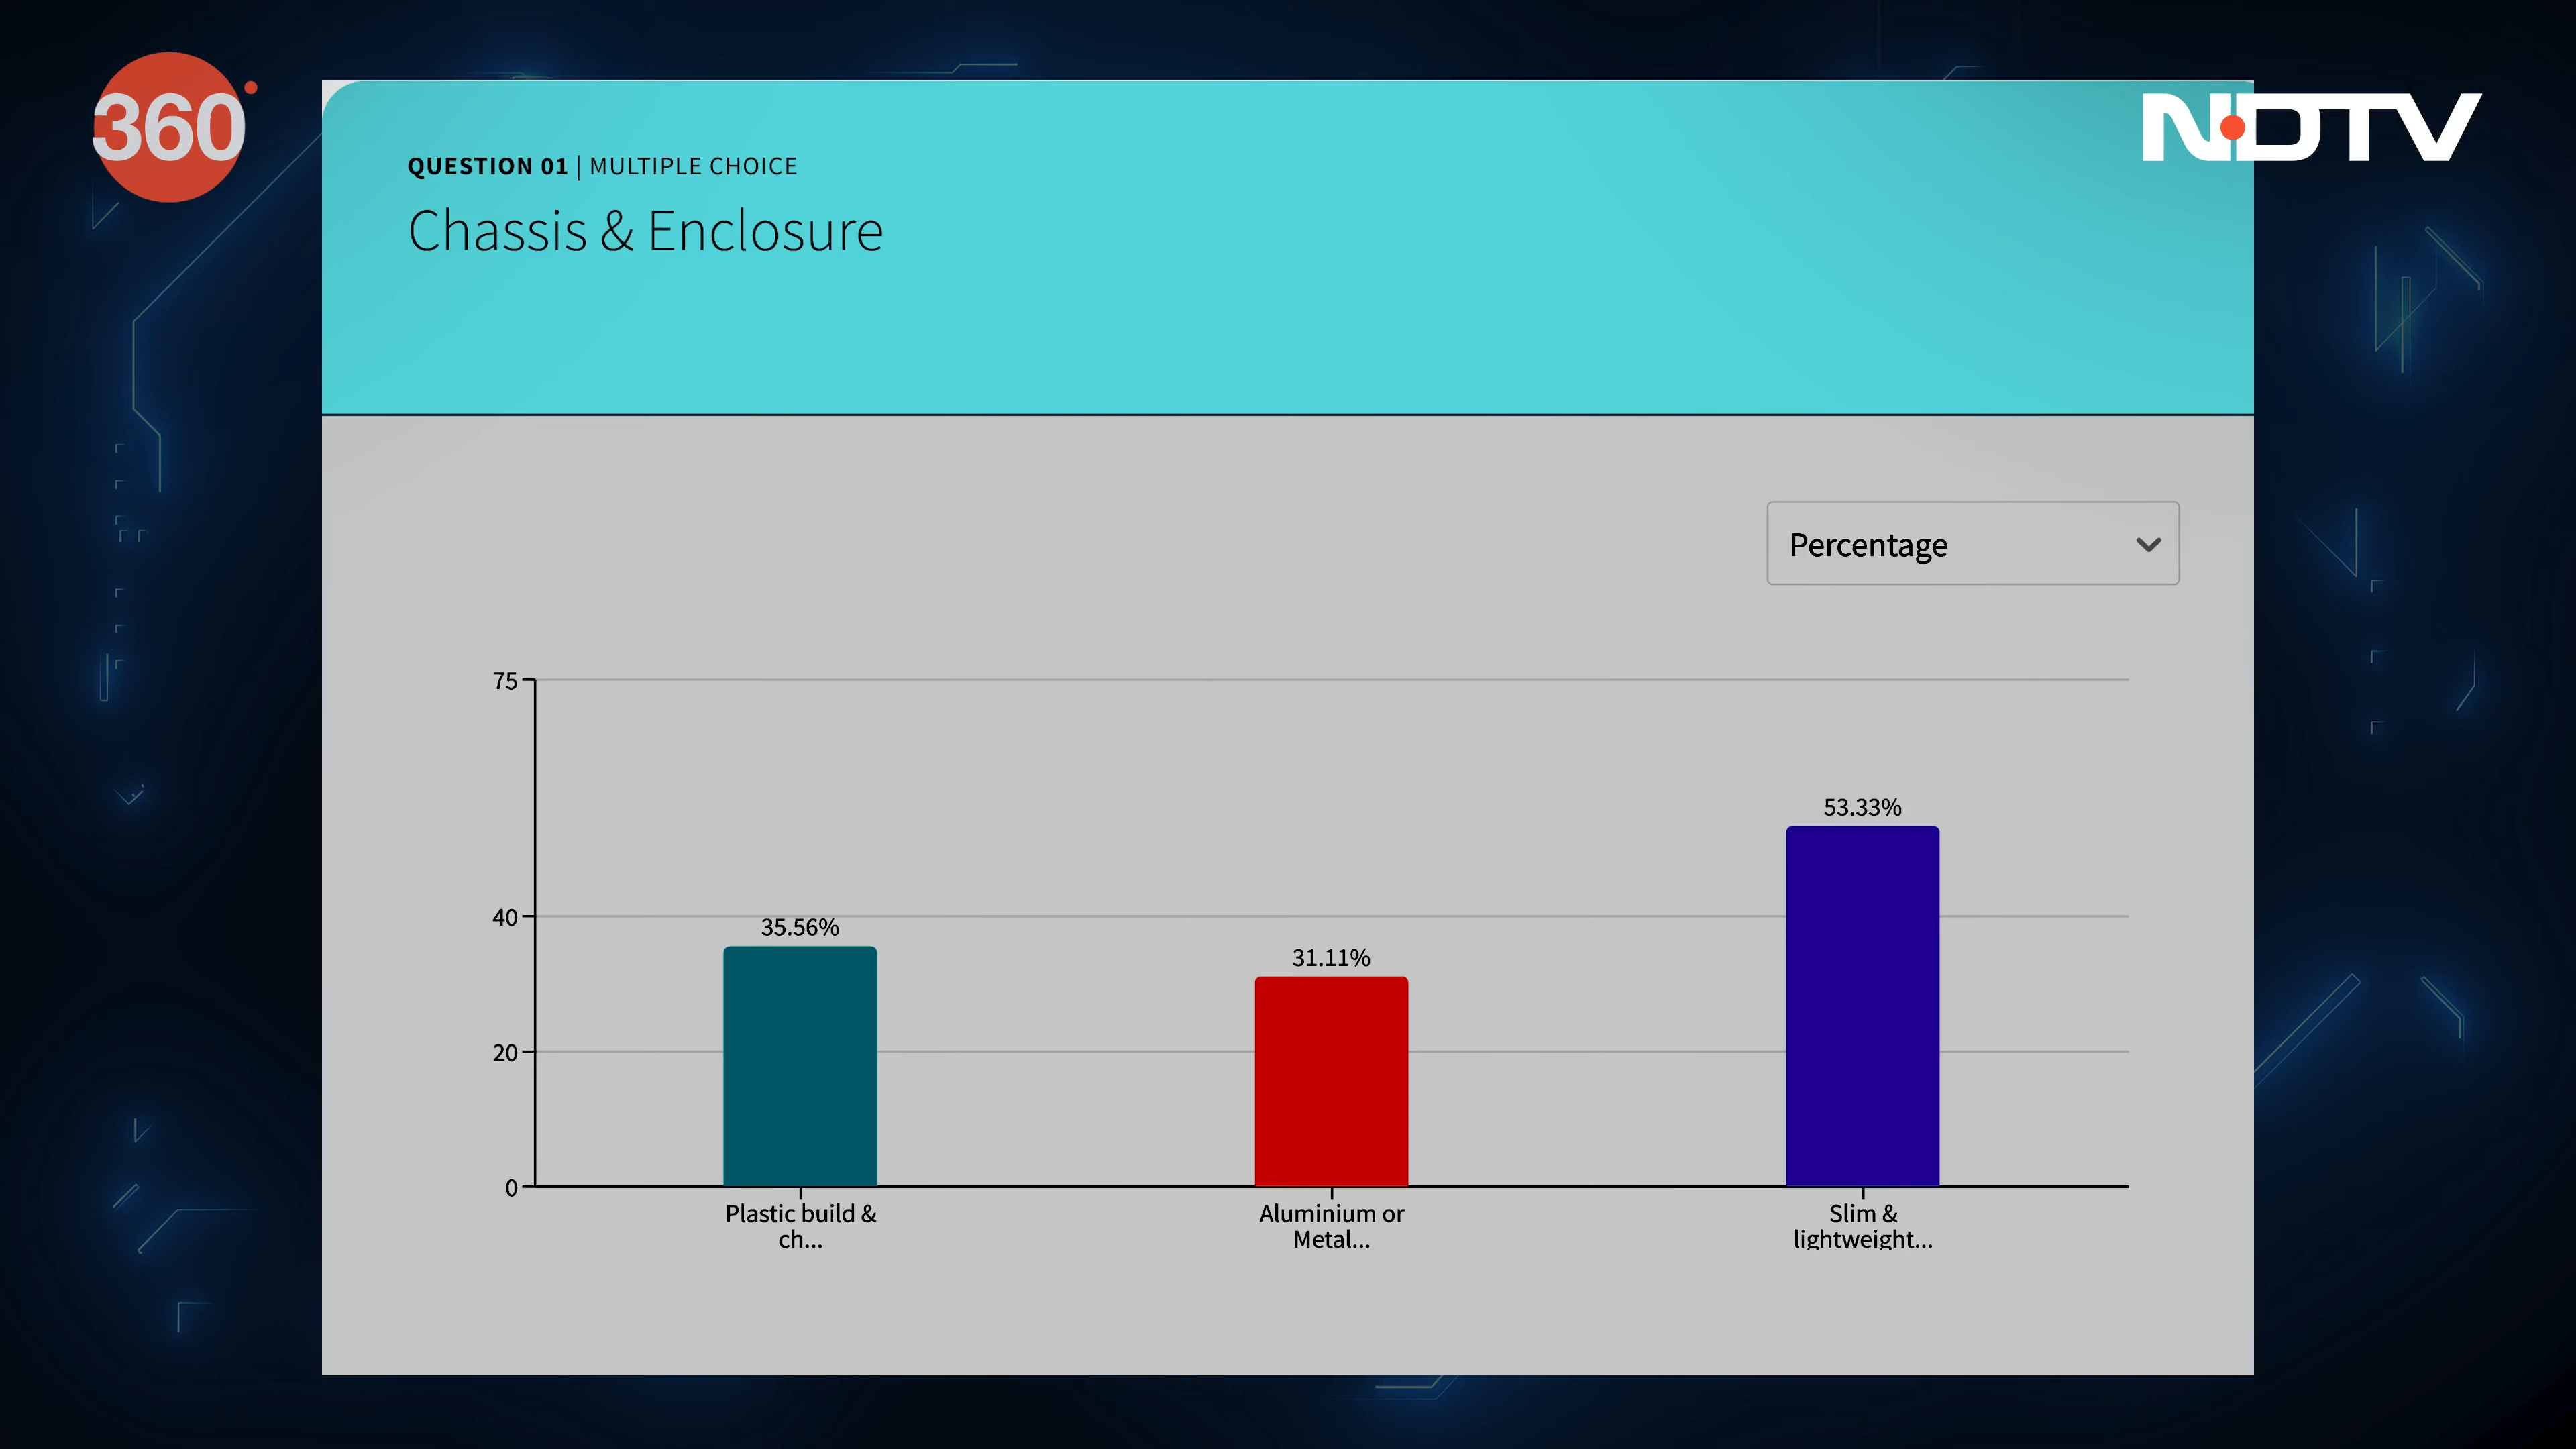 360
NDTV
QUESTION 01 | MULTIPLE CHOICE
Chassis & Enclosure
Percentage
75
40
20
0
35.56%
31.11%
53.33%
Plastic build &
ch...
Aluminium or
Metal...
Slim &
lightweight...